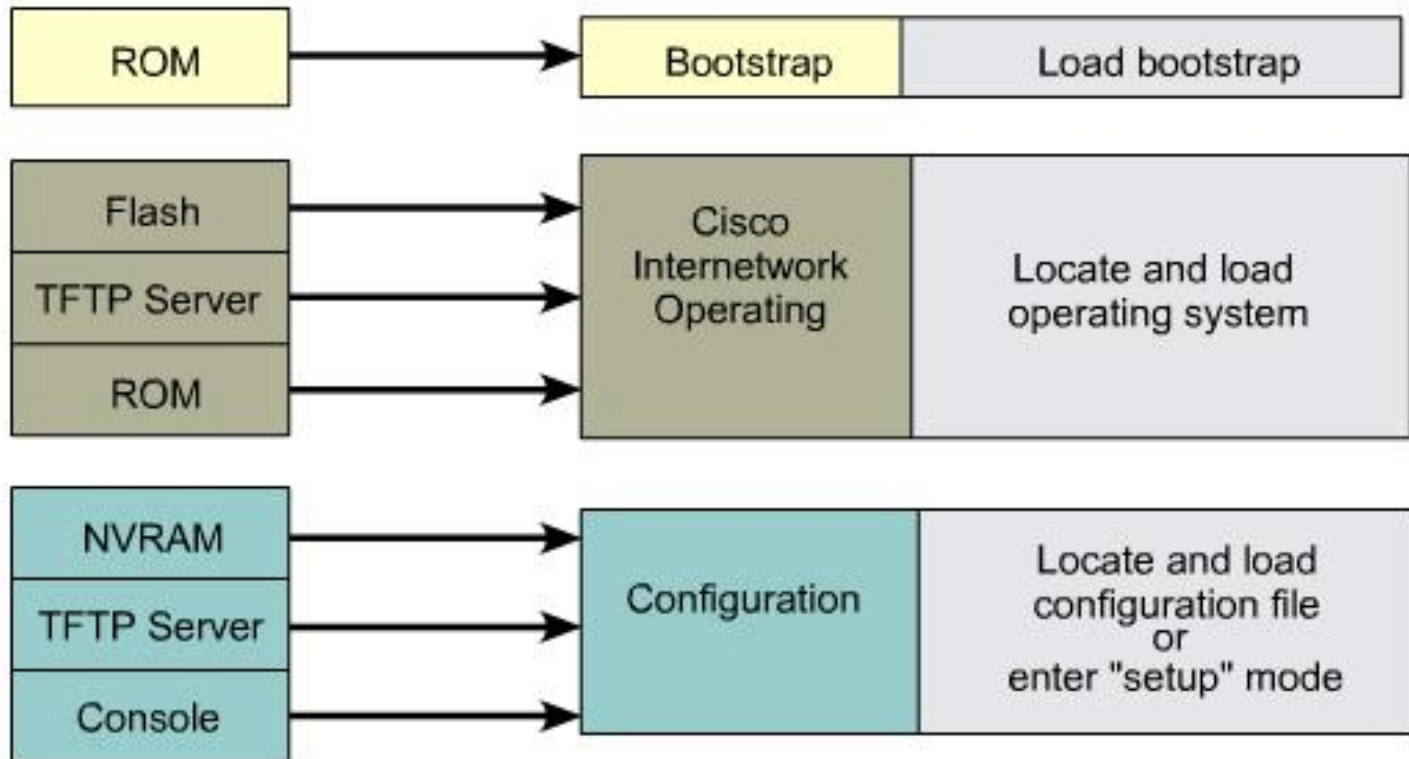 ROM
Bootstrap
Load bootstrap
Flash
TFTP Server
ROM
Cisco
Internetwork
Operating
Locate and load
operating system
NVRAM
TFTP Server
Console
Configuration
Locate and load
configuration file
or
enter "setup" mode